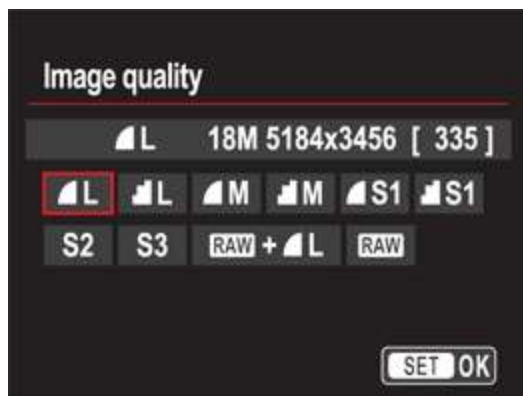 Image quality
L 18M 5184x3456 [ 335 ]
L L M M S1 S1
S2 S3 RAW + L RAW
SET OK